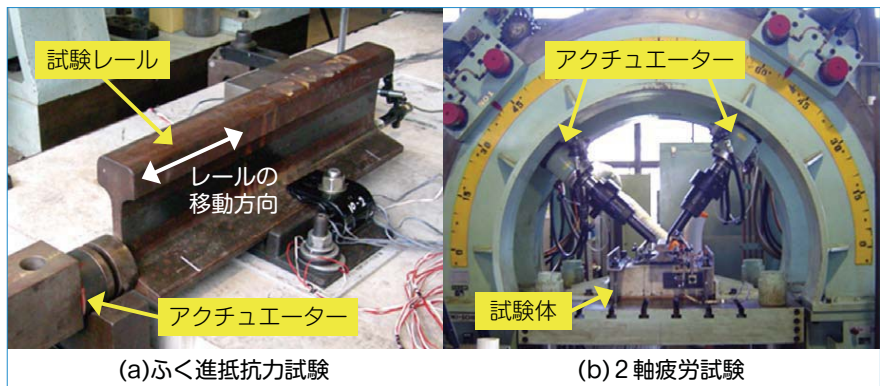 試験レール
レールの
移動方向
アクチュエーター
(a)ふく進抵抗力試験
アクチュエーター
試験体
(b)２軸疲労試験